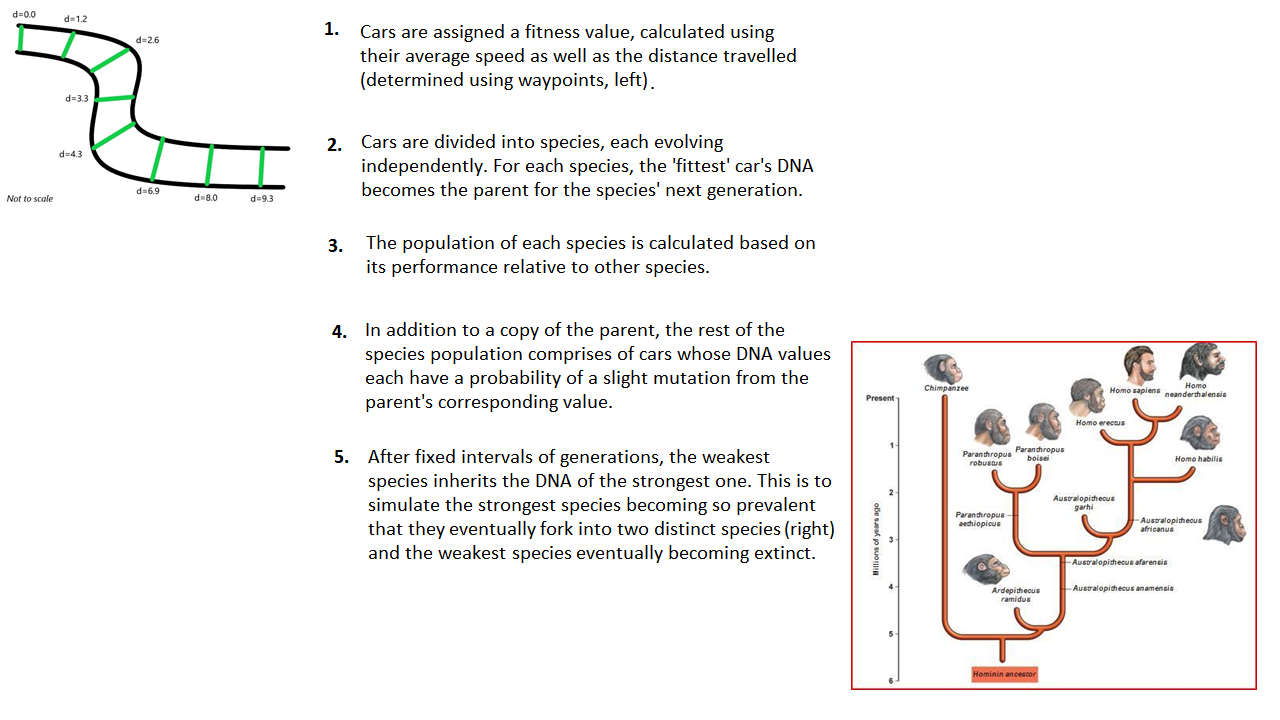 d=0.0
d=1.2
d=2.6
d=3.3
d=4.3
d=6.9
d=8.0
d=9.3
Not to scale
1. Cars are assigned a fitness value, calculated using
their average speed as well as the distance travelled
(determined using waypoints, left).
2. Cars are divided into species, each evolving
independently. For each species, the 'fittest' car's DNA
becomes the parent for the species' next generation.
3. The population of each species is calculated based on
its performance relative to other species.
4. In addition to a copy of the parent, the rest of the
species population comprises of cars whose DNA values
each have a probability of a slight mutation from the
parent's corresponding value.
5. After fixed intervals of generations, the weakest
species inherits the DNA of the strongest one. This is to
simulate the strongest species becoming so prevalent
that they eventually fork into two distinct species (right)
and the weakest species eventually becoming extinct.
Chimpanzee
Present
1
2
3
4
5
6
Millions of years ago
Homo sapiens
Homo
neanderthalensis
Homo erectus
Homo habilis
Paranthropus
robustus
Paranthropus
boisei
Australopithecus
garhi
Paranthropus
aethiopicus
Australopithecus
africanus
Australopithecus afarensis
Ardepithecus
ramidus
Australopithecus anamensis
Hominin ancestor